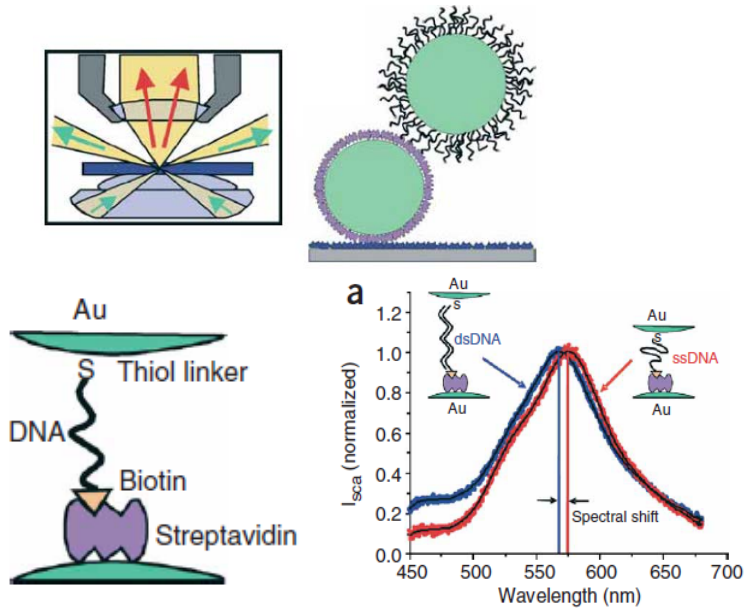 Au
S
Thiol linker
DNA
Biotin
Streptavidin
a
Au
S
dsDNA
Au
Au
S
ssDNA
Au
Spectral shift
1.2
1.0
0.8
0.6
0.4
0.2
0.0
I_sca (normalized)
450 500 550 600 650 700
Wavelength (nm)